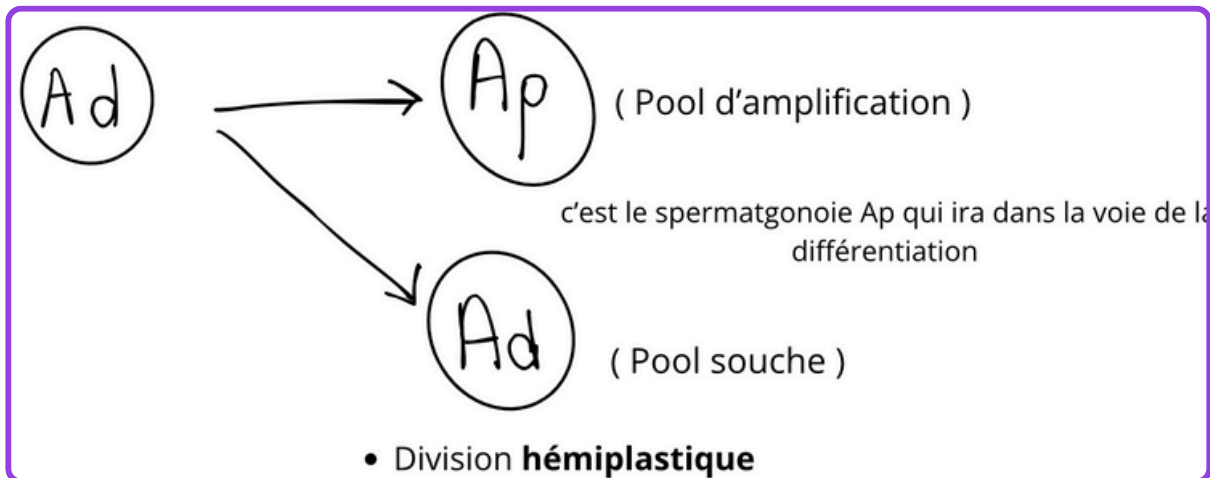 Ad
Ap
( Pool d’amplification )
c’est le spermatgonoie Ap qui ira dans la voie de la
différentiation
Ad
( Pool souche )
• Division hémiplastique